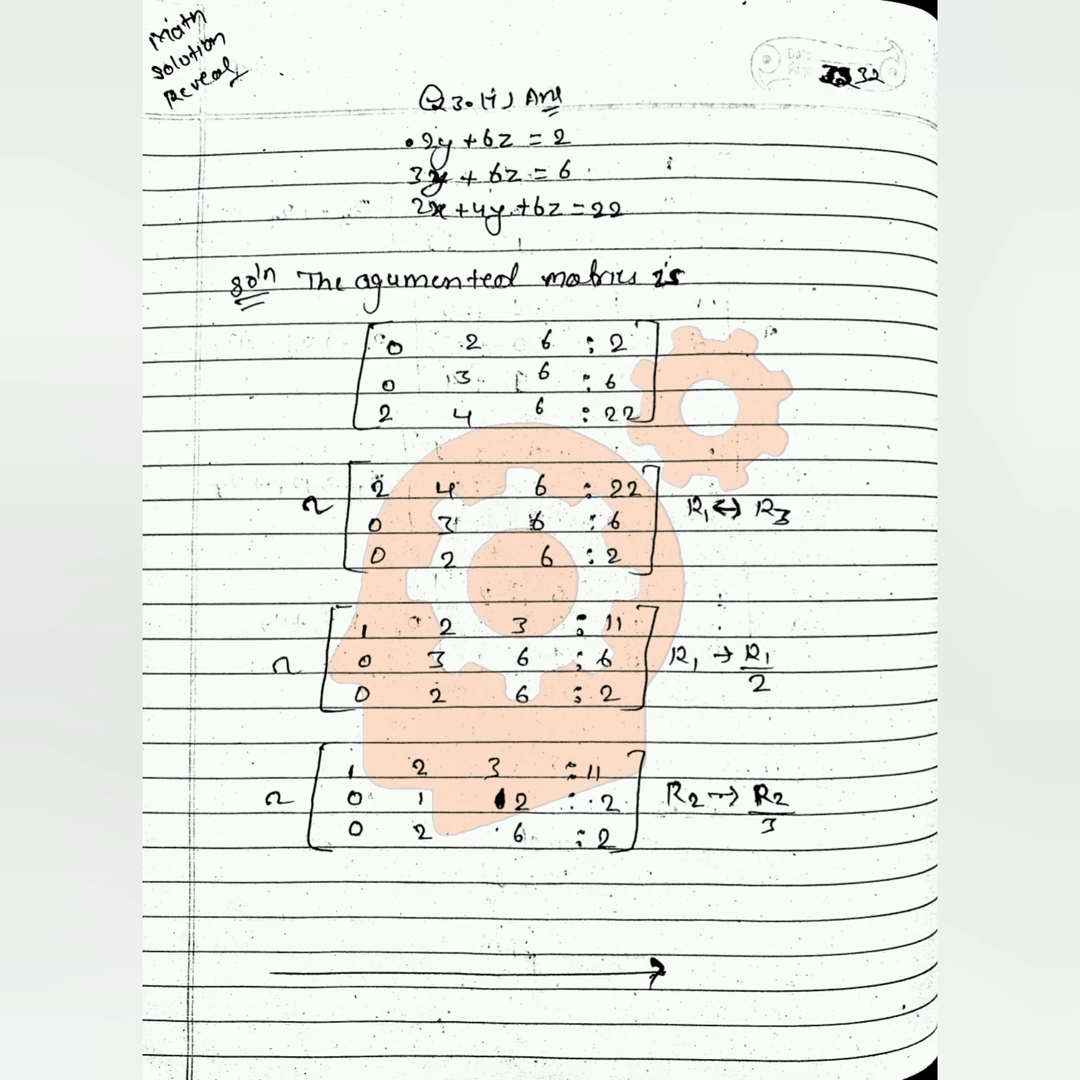 Math
solution
Reveal
32
Q3.(i) Ans
2y + 6z = 2
3y + 6z = 6
2x + 4y + 6z = 22
sol'n The agumented matrics is
0 2 6 : 2
0 3 6 : 6
2 4 6 : 22
~ 2 4 6 : 22
0 3 6 : 6 R₁ ↔ R₃
0 2 6 : 2
1 2 3 : 11
~ 0 3 6 : 6 R₁ → R₁/2
0 2 6 : 2
1 2 3 : 11
~ 0 1 2 : 2 R₂ → R₂/3
0 2 6 : 2